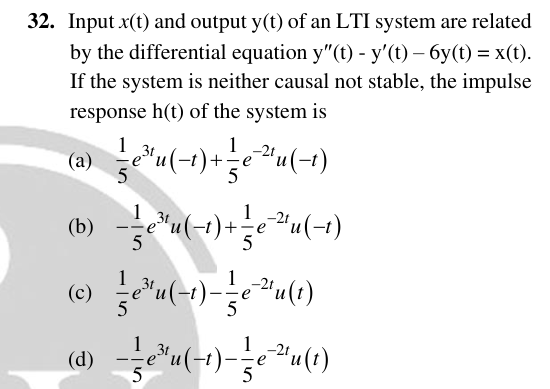 32. Input x(t) and output y(t) of an LTI system are related
by the differential equation y"(t) - y'(t) – 6y(t) = x(t).
If the system is neither causal not stable, the impulse
response h(t) of the system is
(a) 1/5 e^{3t}u(−t)+1/5 e^{−2t}u(−t)
(b) −1/5 e^{3t}u(−t)+1/5 e^{−2t}u(−t)
(c) 1/5 e^{3t}u(−t)−1/5 e^{−2t}u(t)
(d) −1/5 e^{3t}u(−t)−1/5 e^{−2t}u(t)